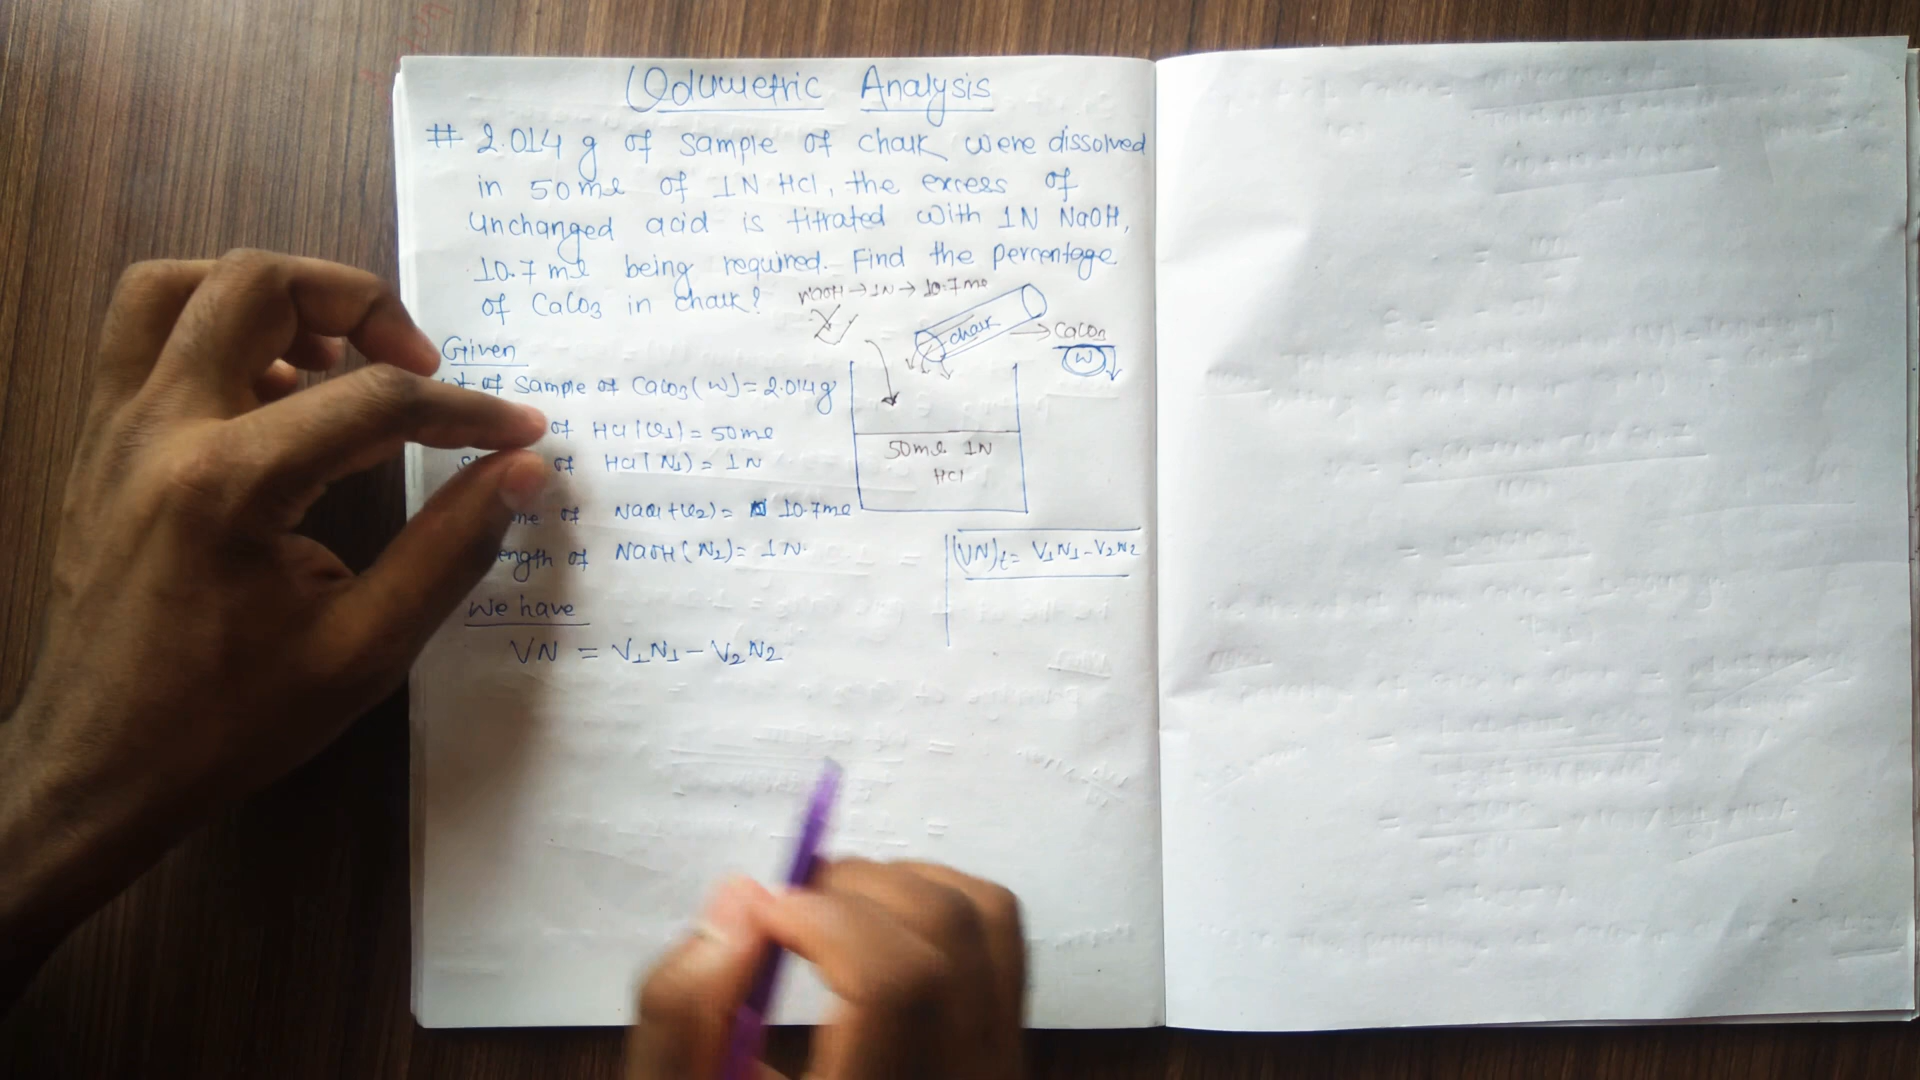 Volumetric Analysis
# 2.014 g of sample of chalk were dissolved
in 50ml of 1N HCl, the excess of
Unchanged acid is titrated with 1N NaOH,
10.7 ml being required. Find the percentage
of CaCO3 in chalk?
NaOH → 1N → 10.7ml
chalk
CaCO3
W
Given
wt of sample of CaCO3 (W) = 2.014g
of HCl (V1) = 50ml
of HCl (N1) = 1N
50ml 1N
HCl
me of NaOH (V2) = 10.7ml
ength of NaOH (N2) = 1N.
(VN)t = V1N1 - V2N2
We have
VN = V1N1 - V2N2